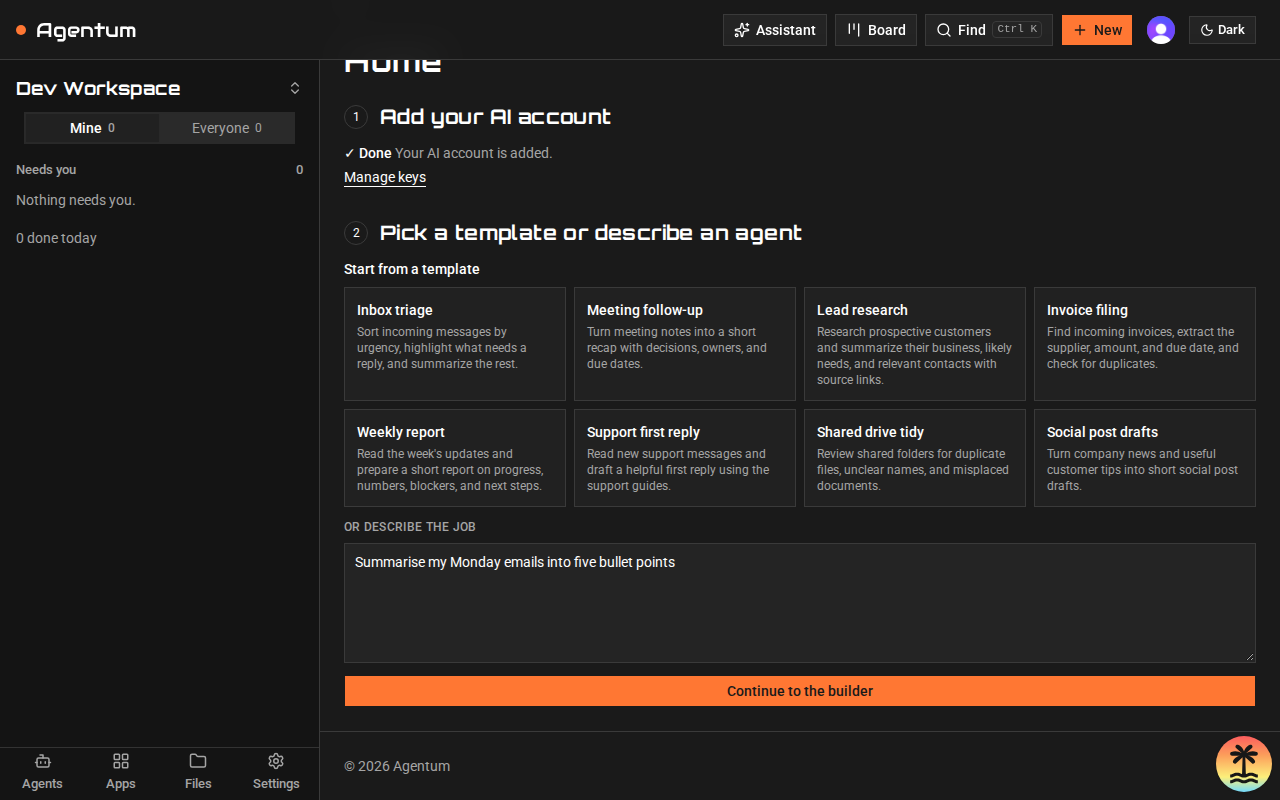 Agentum
Assistant
Board
Find Ctrl K
New
Dark
Dev Workspace
Mine 0
Everyone 0
Needs you 0
Nothing needs you.
0 done today
Agents
Apps
Files
Settings
Home
1 Add your AI account
✓ Done Your AI account is added.
Manage keys
2 Pick a template or describe an agent
Start from a template
Inbox triage
Sort incoming messages by
urgency, highlight what needs a
reply, and summarize the rest.
Meeting follow-up
Turn meeting notes into a short
recap with decisions, owners, and
due dates.
Lead research
Research prospective customers
and summarize their business, likely
needs, and relevant contacts with
source links.
Invoice filing
Find incoming invoices, extract the
supplier, amount, and due date, and
check for duplicates.
Weekly report
Read the week's updates and
prepare a short report on progress,
numbers, blockers, and next steps.
Support first reply
Read new support messages and
draft a helpful first reply using the
support guides.
Shared drive tidy
Review shared folders for duplicate
files, unclear names, and misplaced
documents.
Social post drafts
Turn company news and useful
customer tips into short social post
drafts.
OR DESCRIBE THE JOB
Summarise my Monday emails into five bullet points
Continue to the builder
© 2026 Agentum